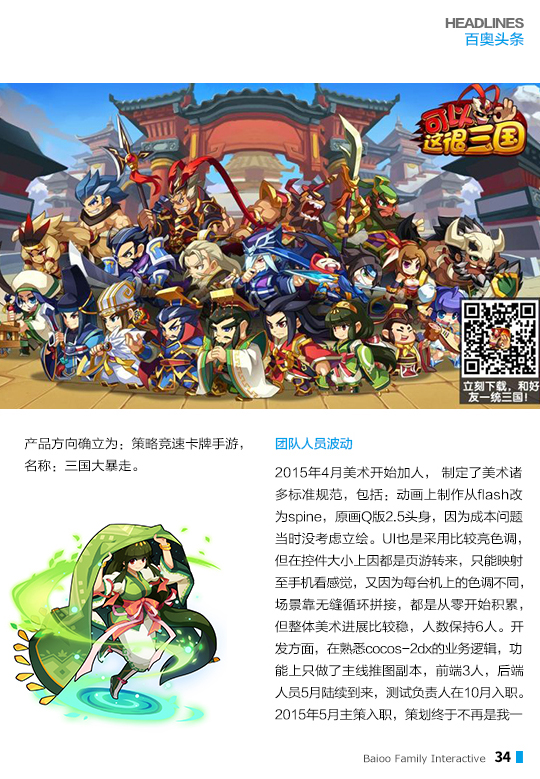 HEADLINES
百奥头条
可以
这很三国
立刻下载，和好
友一统三国！
产品方向确立为：策略竞速卡牌手游，
名称：三国大暴走。
团队人员波动
2015年4月美术开始加人， 制定了美术诸
多标准规范，包括：动画上制作从flash改
为spine，原画Q版2.5头身，因为成本问题
当时没考虑立绘。UI也是采用比较亮色调，
但在控件大小上因都是页游转来，只能映射
至手机看感觉，又因为每台机上的色调不同，
场景靠无缝循环拼接，都是从零开始积累，
但整体美术进展比较稳，人数保持6人。开
发方面，在熟悉cocos-2dx的业务逻辑，功
能上只做了主线推图副本，前端3人，后端
人员5月陆续到来，测试负责人在10月入职。
2015年5月主策入职，策划终于不再是我一
Baioo Family Interactive 34